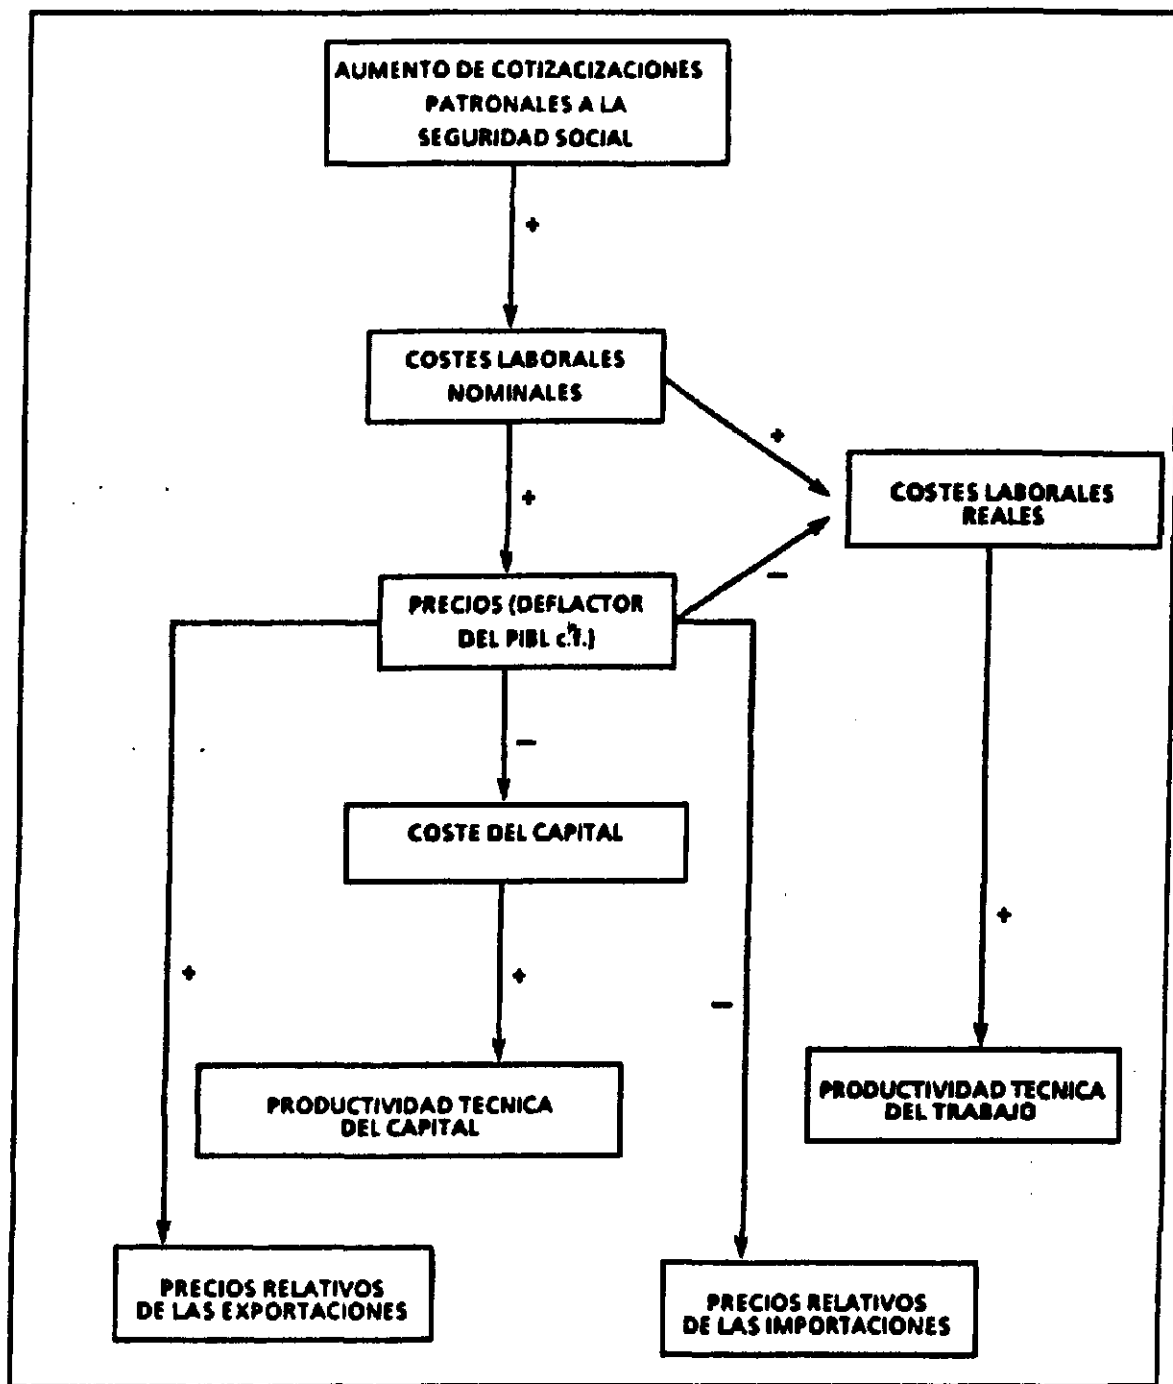 AUMENTO DE COTIZACIZACIONES
PATRONALES A LA
SEGURIDAD SOCIAL
+
COSTES LABORALES
NOMINALES
+
+
COSTES LABORALES
REALES
PRECIOS (DEFLACTOR
DEL PIBL c.f.)
−
−
COSTE DEL CAPITAL
+
+
+
−
PRODUCTIVIDAD TECNICA
DEL CAPITAL
PRODUCTIVIDAD TECNICA
DEL TRABAJO
PRECIOS RELATIVOS
DE LAS EXPORTACIONES
PRECIOS RELATIVOS
DE LAS IMPORTACIONES